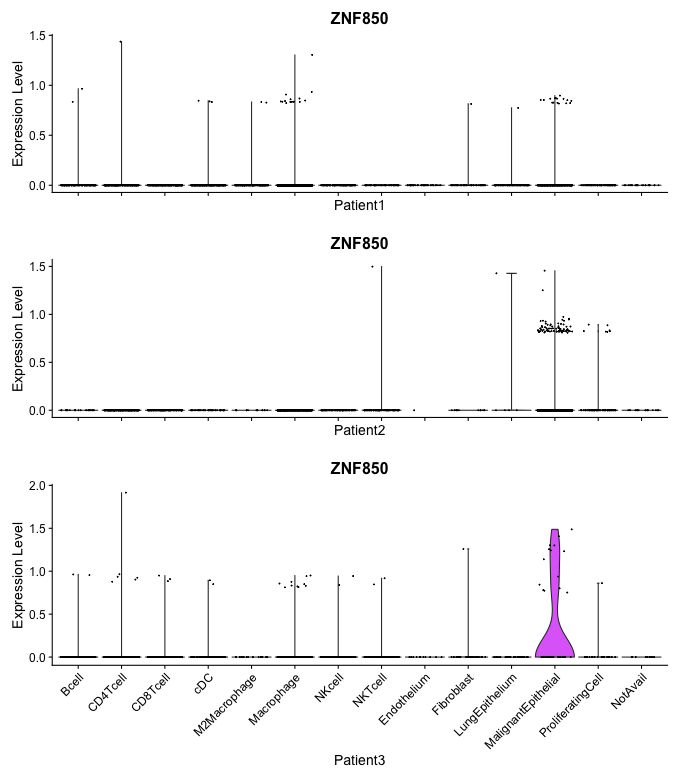 ZNF850
Expression Level
1.5
1.0
0.5
0.0
Patient1
ZNF850
Expression Level
1.5
1.0
0.5
0.0
Patient2
ZNF850
Expression Level
2.0
1.5
1.0
0.5
0.0
Bcell
CD4Tcell
CD8Tcell
cDC
M2Macrophage
Macrophage
NKcell
NKTcell
Endothelium
Fibroblast
LungEpithelium
MalignantEpithelial
ProliferatingCell
NotAvail
Patient3